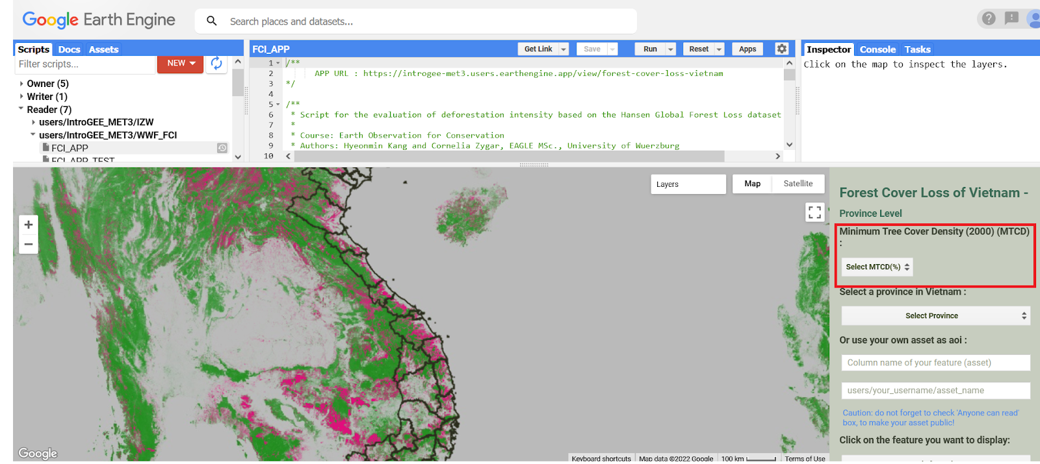 Google Earth Engine
Search places and datasets...
Scripts Docs Assets
Filter scripts...
NEW
Owner (5)
Writer (1)
Reader (7)
users/IntroGEE_MET3/IZW
users/IntroGEE_MET3/WWF_FCI
FCI_APP
FCI_APP_TEST
FCI_APP
Get Link
Save
Run
Reset
Apps
1 /**
2 APP URL : https://introgee-met3.users.earthengine.app/view/forest-cover-loss-vietnam
3 */
4
5 /**
6 * Script for the evaluation of deforestation intensity based on the Hansen Global Forest Loss dataset
7 *
8 * Course: Earth Observation for Conservation
9 * Authors: Hyeonmin Kang and Cornelia Zygar, EAGLE MSc., University of Wuerzburg
10
Inspector Console Tasks
Click on the map to inspect the layers.
+
−
Layers
Map
Satellite
Google
Keyboard shortcuts
Map data ©2022 Google
100 km
Terms of Use
Forest Cover Loss of Vietnam -
Province Level
Minimum Tree Cover Density (2000) (MTCD)
:
Select MTCD(%)
Select a province in Vietnam :
Select Province
Or use your own asset as aoi :
Column name of your feature (asset)
users/your_username/asset_name
Caution: do not forget to check 'Anyone can read'
box, to make your asset public!
Click on the feature you want to display: